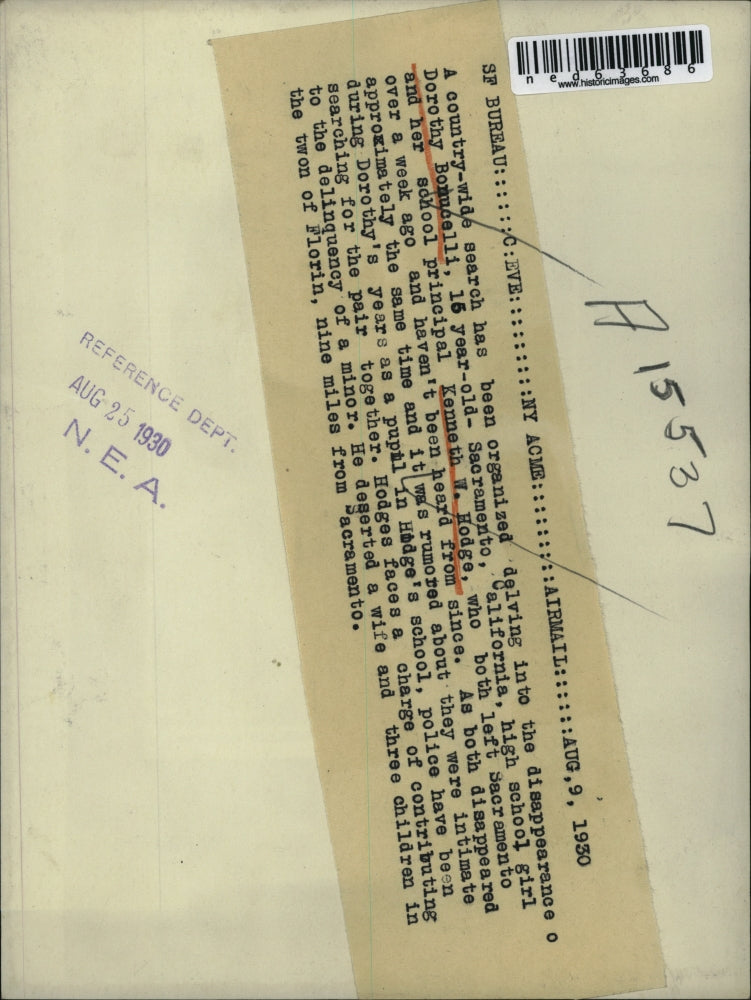 SF BUREAU::::::C:EVE:::::::::NY ACME:::::::::AIRMAIL::::::AUG,9, 1930
A country-wide search has been organized delving into the disappearance o
Dorothy Bonucelli, 15 year-old- Sacramento, California, high school girl
and her school principal Kenneth W. Hodge, who both left Sacramento
over a week ago and haven't been heard from since. As both disappeared
approximately the same time and it was rumored about they were intimate
during Dorothy's years as a pupil in Hodge's school, police have been
searching for the pair together. Hodges faces a charge of contributing
to the delinquency of a minor. He deserted a wife and three children in
the twon of Florin, nine miles from Sacramento.
A 15537
REFERENCE DEPT.
AUG 25 1930
N. E. A.
ned63686
www.historicimages.com